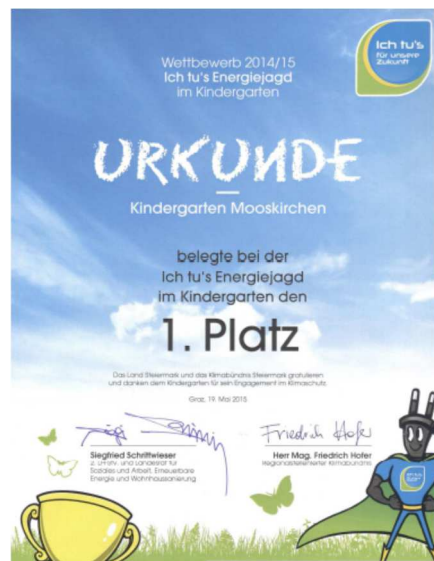 Ich tu's
für unsere
Zukunft
Wettbewerb 2014/15
Ich tu's Energiejagd
im Kindergarten
URKUNDE
Kindergarten Mooskirchen
belegte bei der
Ich tu's Energiejagd
im Kindergarten den
1. Platz
Das Land Steiermark und das Klimabündnis Steiermark gratulieren
und danken dem Kindergarten für sein Engagement im Klimaschutz
Graz, 19. Mai 2015
Friedrich Hofer
Siegfried Schrittwieser
2. LH-Stv. und Landesrat für
Soziales und Arbeit, Erneuerbare
Energie und Wohnhaussanierung
Herr Mag. Friedrich Hofer
Regionalstellenleiter Klimabündnis